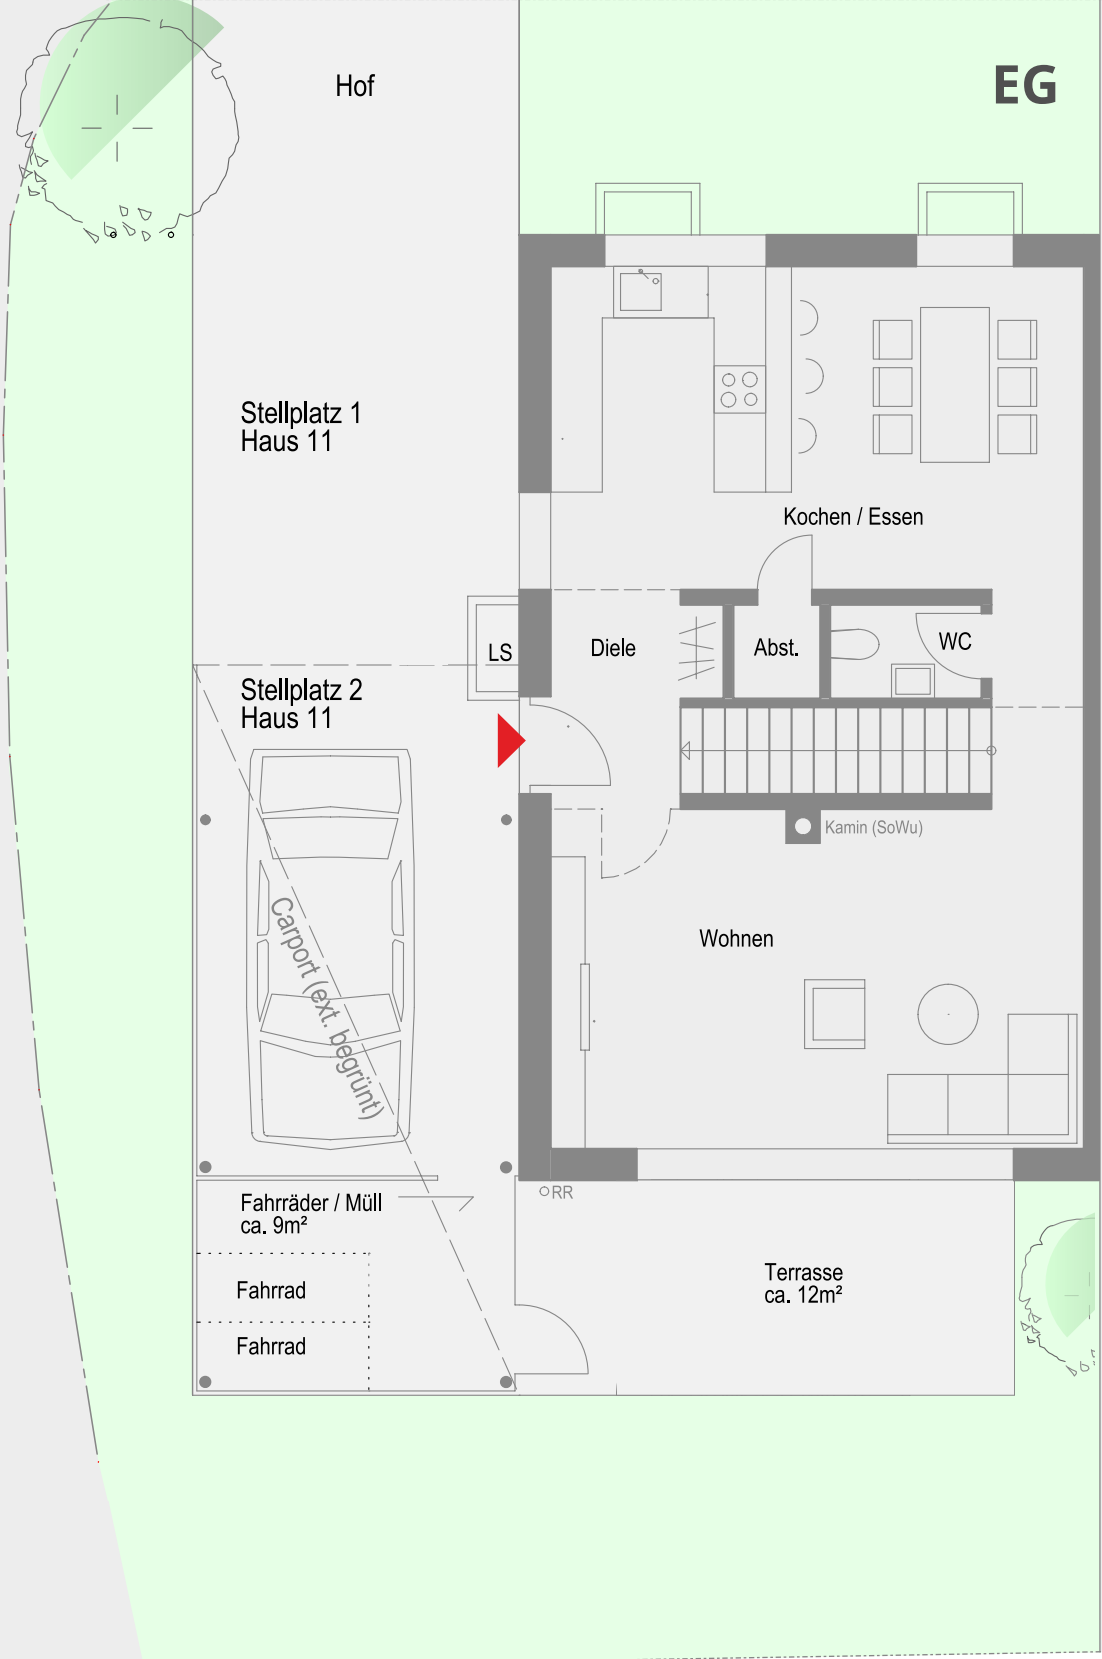 Hof
EG
Stellplatz 1
Haus 11
Kochen / Essen
LS
Diele
Abst.
WC
Stellplatz 2
Haus 11
Kamin (SoWu)
Carport (ext. begrünt)
Wohnen
Fahrräder / Müll
ca. 9m²
RR
Fahrrad
Fahrrad
Terrasse
ca. 12m²